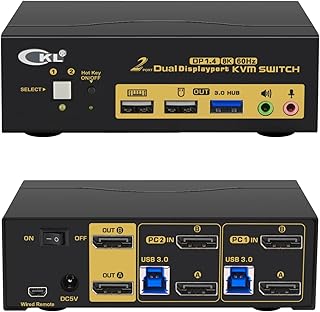 CKL
1 2
Hot Key
ON/OFF
SELECT
2 PORT
DP 1.4 8K 60Hz
Dual Displayport KVM SWITCH
OUT 3.0 HUB
ON OFF
OUT B
PC 2 IN
B
PC 1 IN
B
USB 3.0
USB 3.0
OUT A
A
A
Wired Remote
DC5V